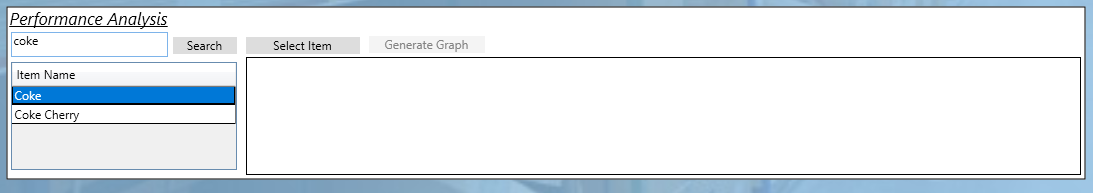 Performance Analysis
coke
Search
Select Item
Generate Graph
Item Name
Coke
Coke Cherry